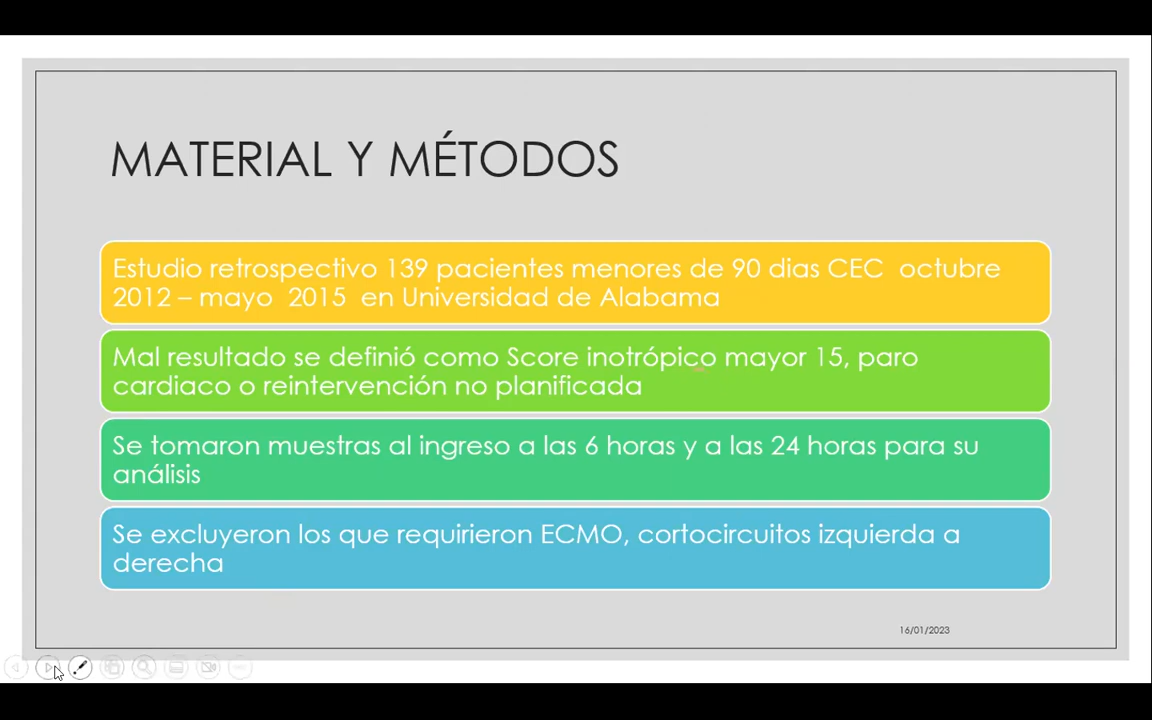 MATERIAL Y MÉTODOS
Estudio retrospectivo 139 pacientes menores de 90 dias CEC octubre
2012 – mayo 2015 en Universidad de Alabama
Mal resultado se definió como Score inotrópico mayor 15, paro
cardiaco o reintervención no planificada
Se tomaron muestras al ingreso a las 6 horas y a las 24 horas para su
análisis
Se excluyeron los que requirieron ECMO, cortocircuitos izquierda a
derecha
16/01/2023